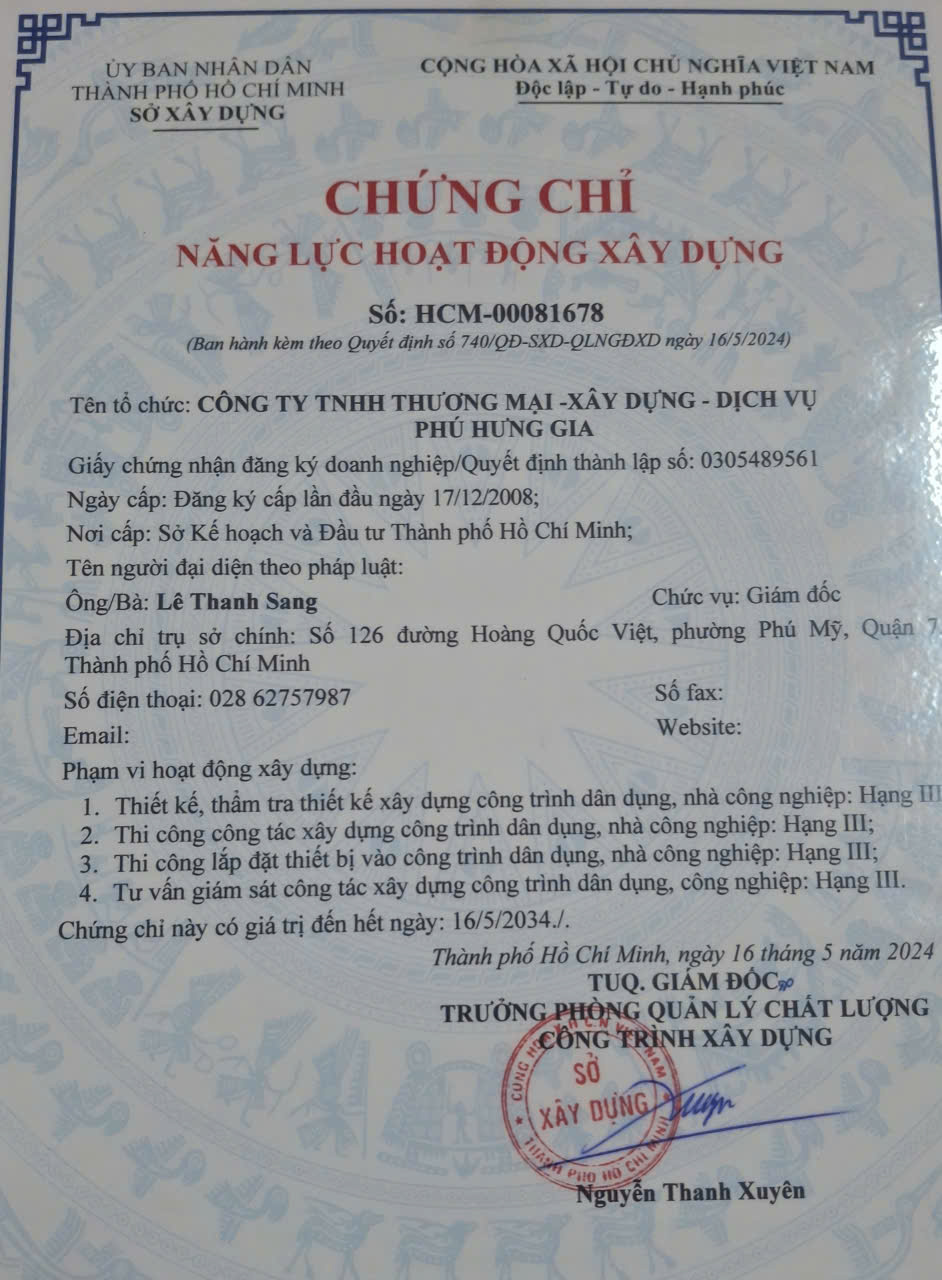 ỦY BAN NHÂN DÂN
THÀNH PHỐ HỒ CHÍ MINH
SỞ XÂY DỰNG
CỘNG HÒA XÃ HỘI CHỦ NGHĨA VIỆT NAM
Độc lập - Tự do - Hạnh phúc
CHỨNG CHỈ
NĂNG LỰC HOẠT ĐỘNG XÂY DỰNG
Số: HCM-00081678
(Ban hành kèm theo Quyết định số 740/QĐ-SXD-QLNGĐXD ngày 16/5/2024)
Tên tổ chức: CÔNG TY TNHH THƯƠNG MẠI -XÂY DỰNG - DỊCH VỤ
PHÚ HƯNG GIA
Giấy chứng nhận đăng ký doanh nghiệp/Quyết định thành lập số: 0305489561
Ngày cấp: Đăng ký cấp lần đầu ngày 17/12/2008;
Nơi cấp: Sở Kế hoạch và Đầu tư Thành phố Hồ Chí Minh;
Tên người đại diện theo pháp luật:
Ông/Bà: Lê Thanh Sang Chức vụ: Giám đốc
Địa chỉ trụ sở chính: Số 126 đường Hoàng Quốc Việt, phường Phú Mỹ, Quận 7
Thành phố Hồ Chí Minh
Số điện thoại: 028 62757987 Số fax:
Email: Website:
Phạm vi hoạt động xây dựng:
1. Thiết kế, thẩm tra thiết kế xây dựng công trình dân dụng, nhà công nghiệp: Hạng III
2. Thi công công tác xây dựng công trình dân dụng, nhà công nghiệp: Hạng III;
3. Thi công lắp đặt thiết bị vào công trình dân dụng, nhà công nghiệp: Hạng III;
4. Tư vấn giám sát công tác xây dựng công trình dân dụng, công nghiệp: Hạng III.
Chứng chỉ này có giá trị đến hết ngày: 16/5/2034./.
Thành phố Hồ Chí Minh, ngày 16 tháng 5 năm 2024
TUQ. GIÁM ĐỐC
TRƯỞNG PHÒNG QUẢN LÝ CHẤT LƯỢNG
CÔNG TRÌNH XÂY DỰNG
CỘNG HÒA X.H.C.N VIỆT NAM
SỞ
XÂY DỰNG
THÀNH PHỐ HỒ CHÍ MINH
Nguyễn Thanh Xuyên